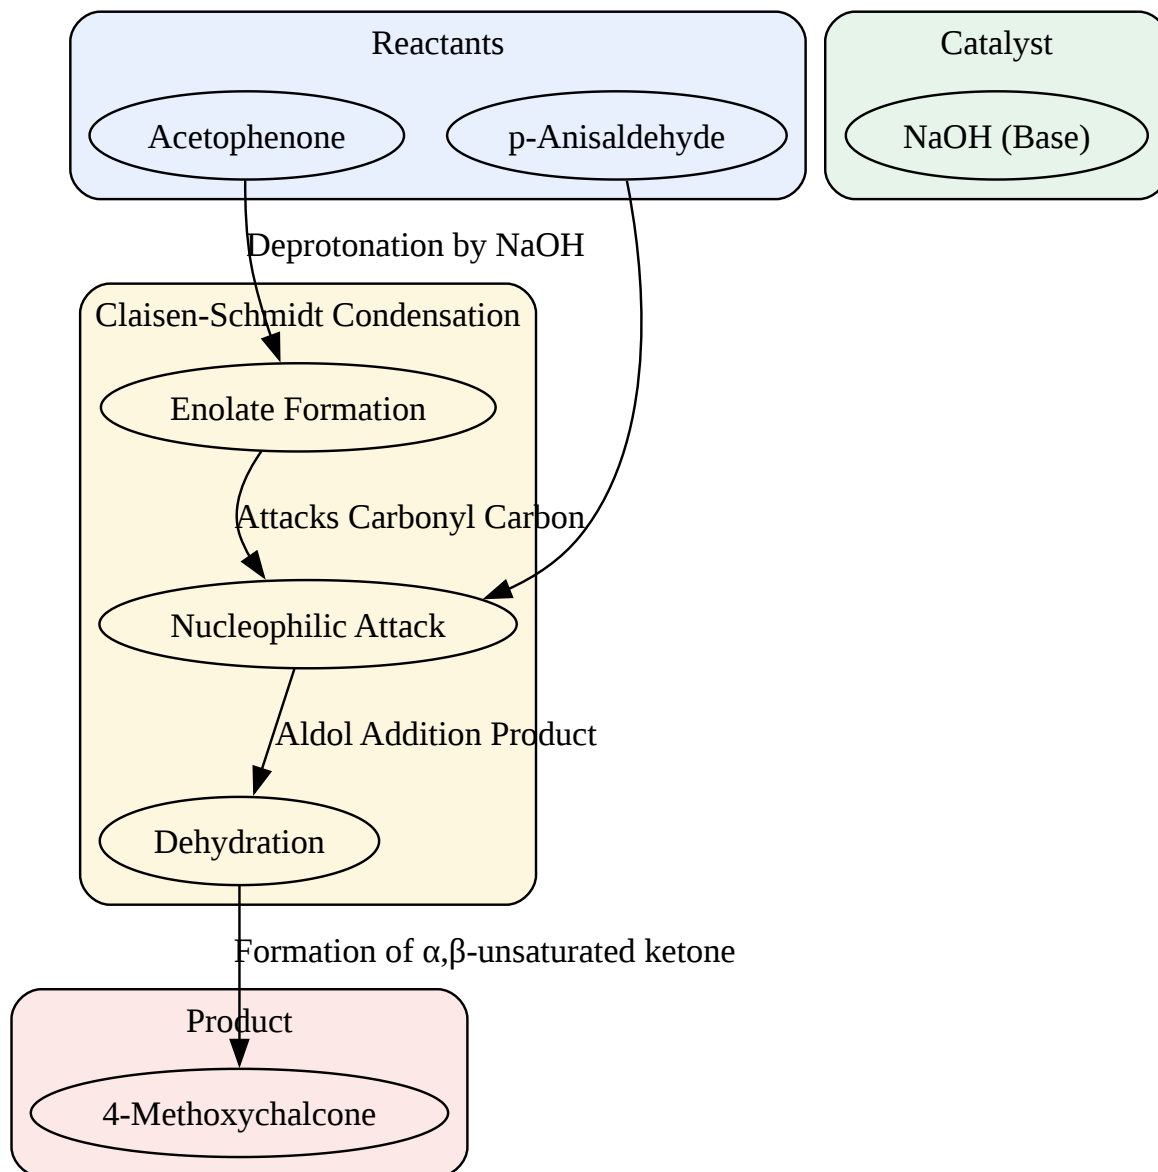 Reactants
Catalyst
Acetophenone
p-Anisaldehyde
NaOH (Base)
Deprotonation by NaOH
Claisen-Schmidt Condensation
Enolate Formation
Attacks Carbonyl Carbon
Nucleophilic Attack
Aldol Addition Product
Dehydration
Formation of α,β-unsaturated ketone
Product
4-Methoxychalcone